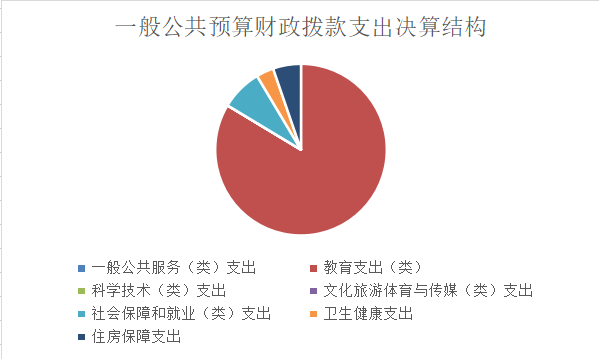 一般公共预算财政拨款支出决算结构
一般公共服务（类）支出 教育支出（类）
科学技术（类）支出 文化旅游体育与传媒（类）支出
社会保障和就业（类）支出 卫生健康支出
住房保障支出